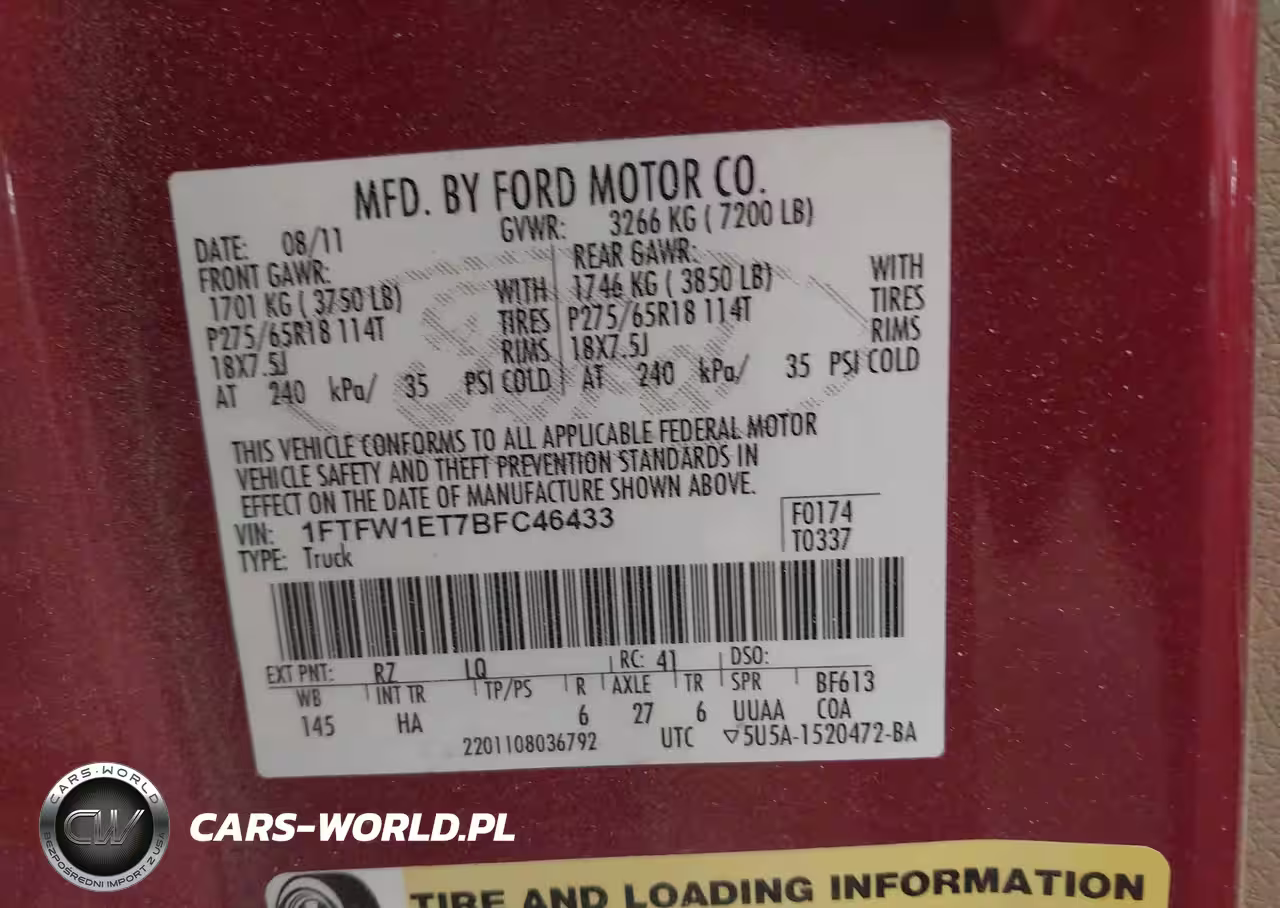 MFD. BY FORD MOTOR CO.
DATE: 08/11 GVWR: 3266 KG ( 7200 LB)
FRONT GAWR: REAR GAWR:
1701 KG ( 3750 LB) WITH 1746 KG ( 3850 LB) WITH
P275/65R18 114T TIRES P275/65R18 114T TIRES
18X7.5J RIMS 18X7.5J RIMS
AT 240 kPa/ 35 PSI COLD AT 240 kPa/ 35 PSI COLD
THIS VEHICLE CONFORMS TO ALL APPLICABLE FEDERAL MOTOR
VEHICLE SAFETY AND THEFT PREVENTION STANDARDS IN
EFFECT ON THE DATE OF MANUFACTURE SHOWN ABOVE.
VIN: 1FTFW1ET7BFC46433 F0174
TYPE: Truck T0337
EXT PNT: RZ LQ RC: 41 DSO:
WB INT TR TP/PS R AXLE TR SPR BF613
145 HA 6 27 6 UUAA COA
2201108036792 UTC ▽5U5A-1520472-BA
CARS-WORLD
CW
BEZPOŚREDNI IMPORT Z USA
CARS-WORLD.PL
TIRE AND LOADING INFORMATION